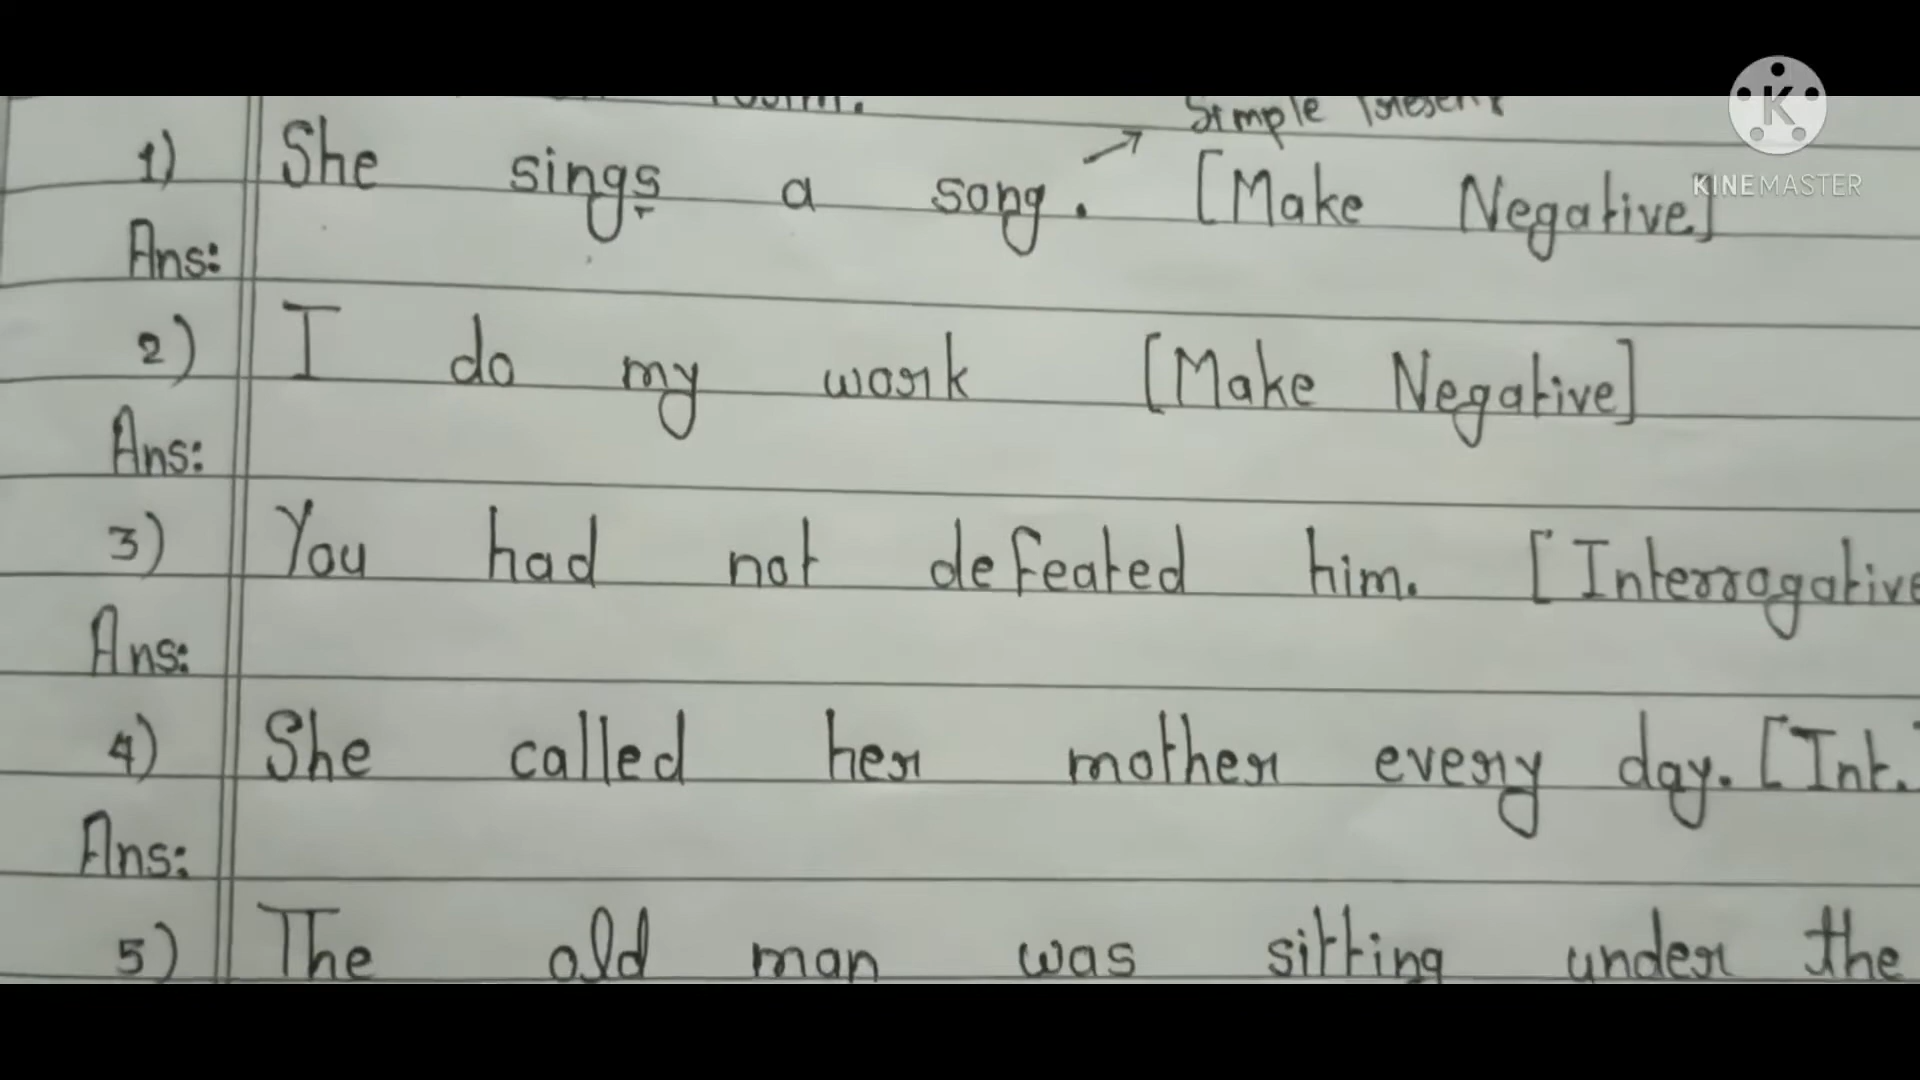 Simple Present
1) She sings a song. [Make Negative]
Ans:
2) I do my work [Make Negative]
Ans:
3) You had not defeated him. [Interrogative
Ans:
4) She called her mother every day. [Int.]
Ans:
5) The old man was sitting under the
K
KINEMASTER